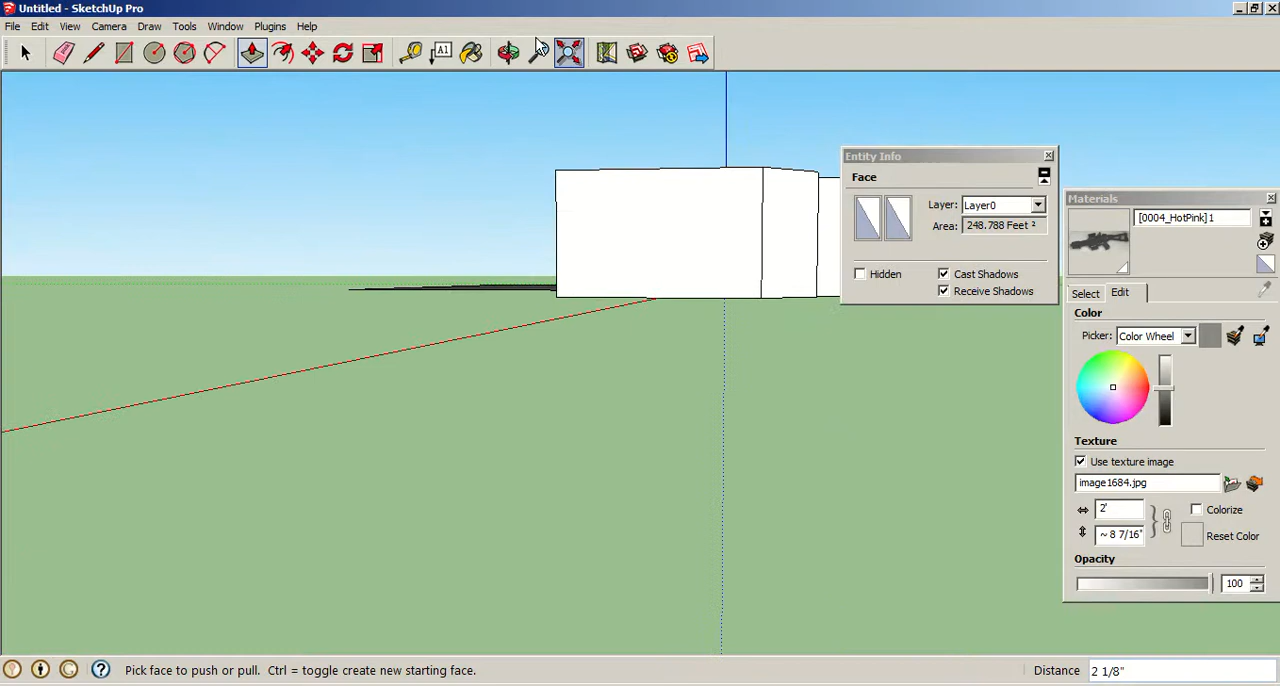 Untitled - SketchUp Pro
File Edit View Camera Draw Tools Window Plugins Help
A1
Entity Info
Face
Layer: Layer0
Area: 248.788 Feet ²
Hidden
Cast Shadows
Receive Shadows
Materials
[0004_HotPink]1
Select Edit
Color
Picker: Color Wheel
Texture
Use texture image
image1684.jpg
2'
Colorize
~ 8 7/16"
Reset Color
Opacity
100
Pick face to push or pull. Ctrl = toggle create new starting face.
Distance 2 1/8"